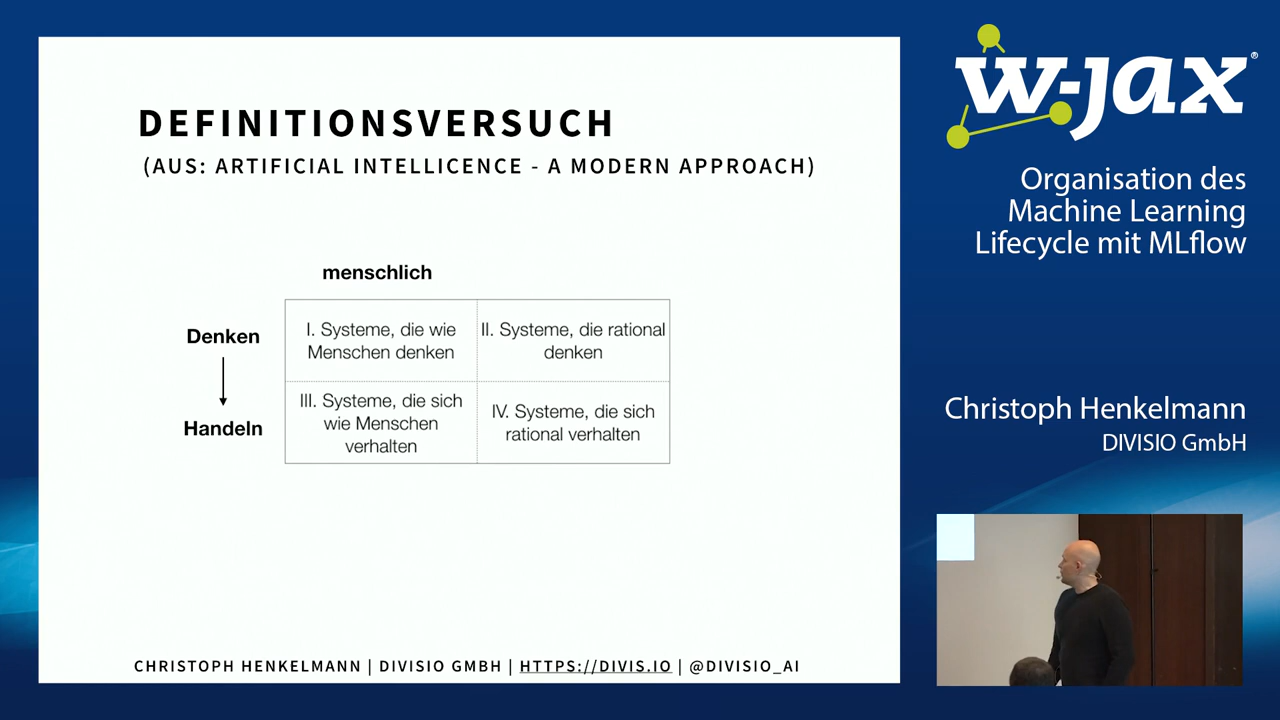 DEFINITIONSVERSUCH
(AUS: ARTIFICIAL INTELLICENCE - A MODERN APPROACH)
menschlich
Denken
I. Systeme, die wie
Menschen denken
II. Systeme, die rational
denken
Handeln
III. Systeme, die sich
wie Menschen
verhalten
IV. Systeme, die sich
rational verhalten
CHRISTOPH HENKELMANN | DIVISIO GMBH | HTTPS://DIVIS.IO | @DIVISIO_AI
w-jax®
Organisation des
Machine Learning
Lifecycle mit MLflow
Christoph Henkelmann
DIVISIO GmbH